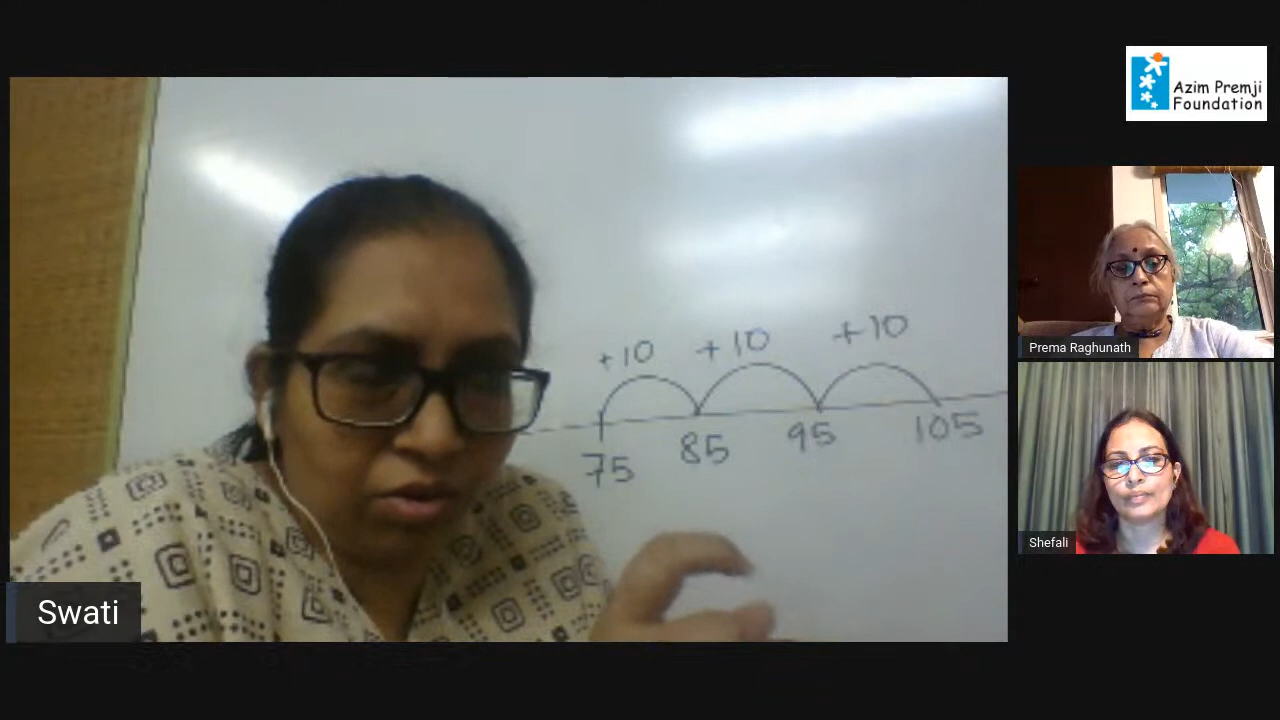 Azim Premji
Foundation
+10 +10 +10
75 85 95 105
Prema Raghunath
Shefali
Swati